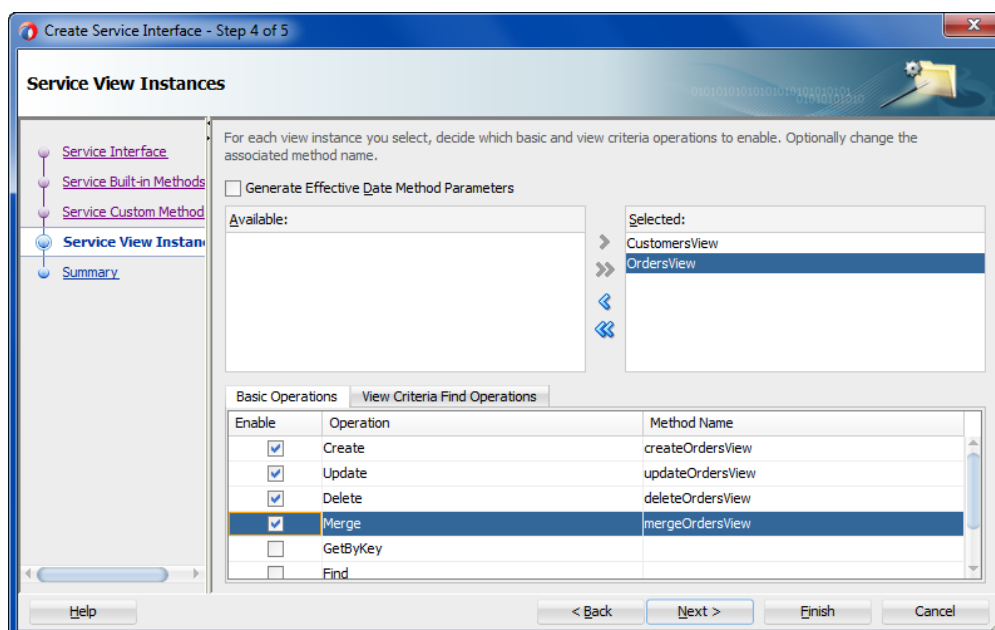 Create Service Interface - Step 4 of 5
x
Service View Instances
For each view instance you select, decide which basic and view criteria operations to enable. Optionally change the
associated method name.
Service Interface
Service Built-in Methods
Service Custom Method
Service View Instan
Summary
Generate Effective Date Method Parameters
Available:
Selected:
CustomersView
OrdersView
Basic Operations View Criteria Find Operations
Enable Operation Method Name
Create createOrdersView
Update updateOrdersView
Delete deleteOrdersView
Merge mergeOrdersView
GetByKey
Find
Help < Back Next > Finish Cancel